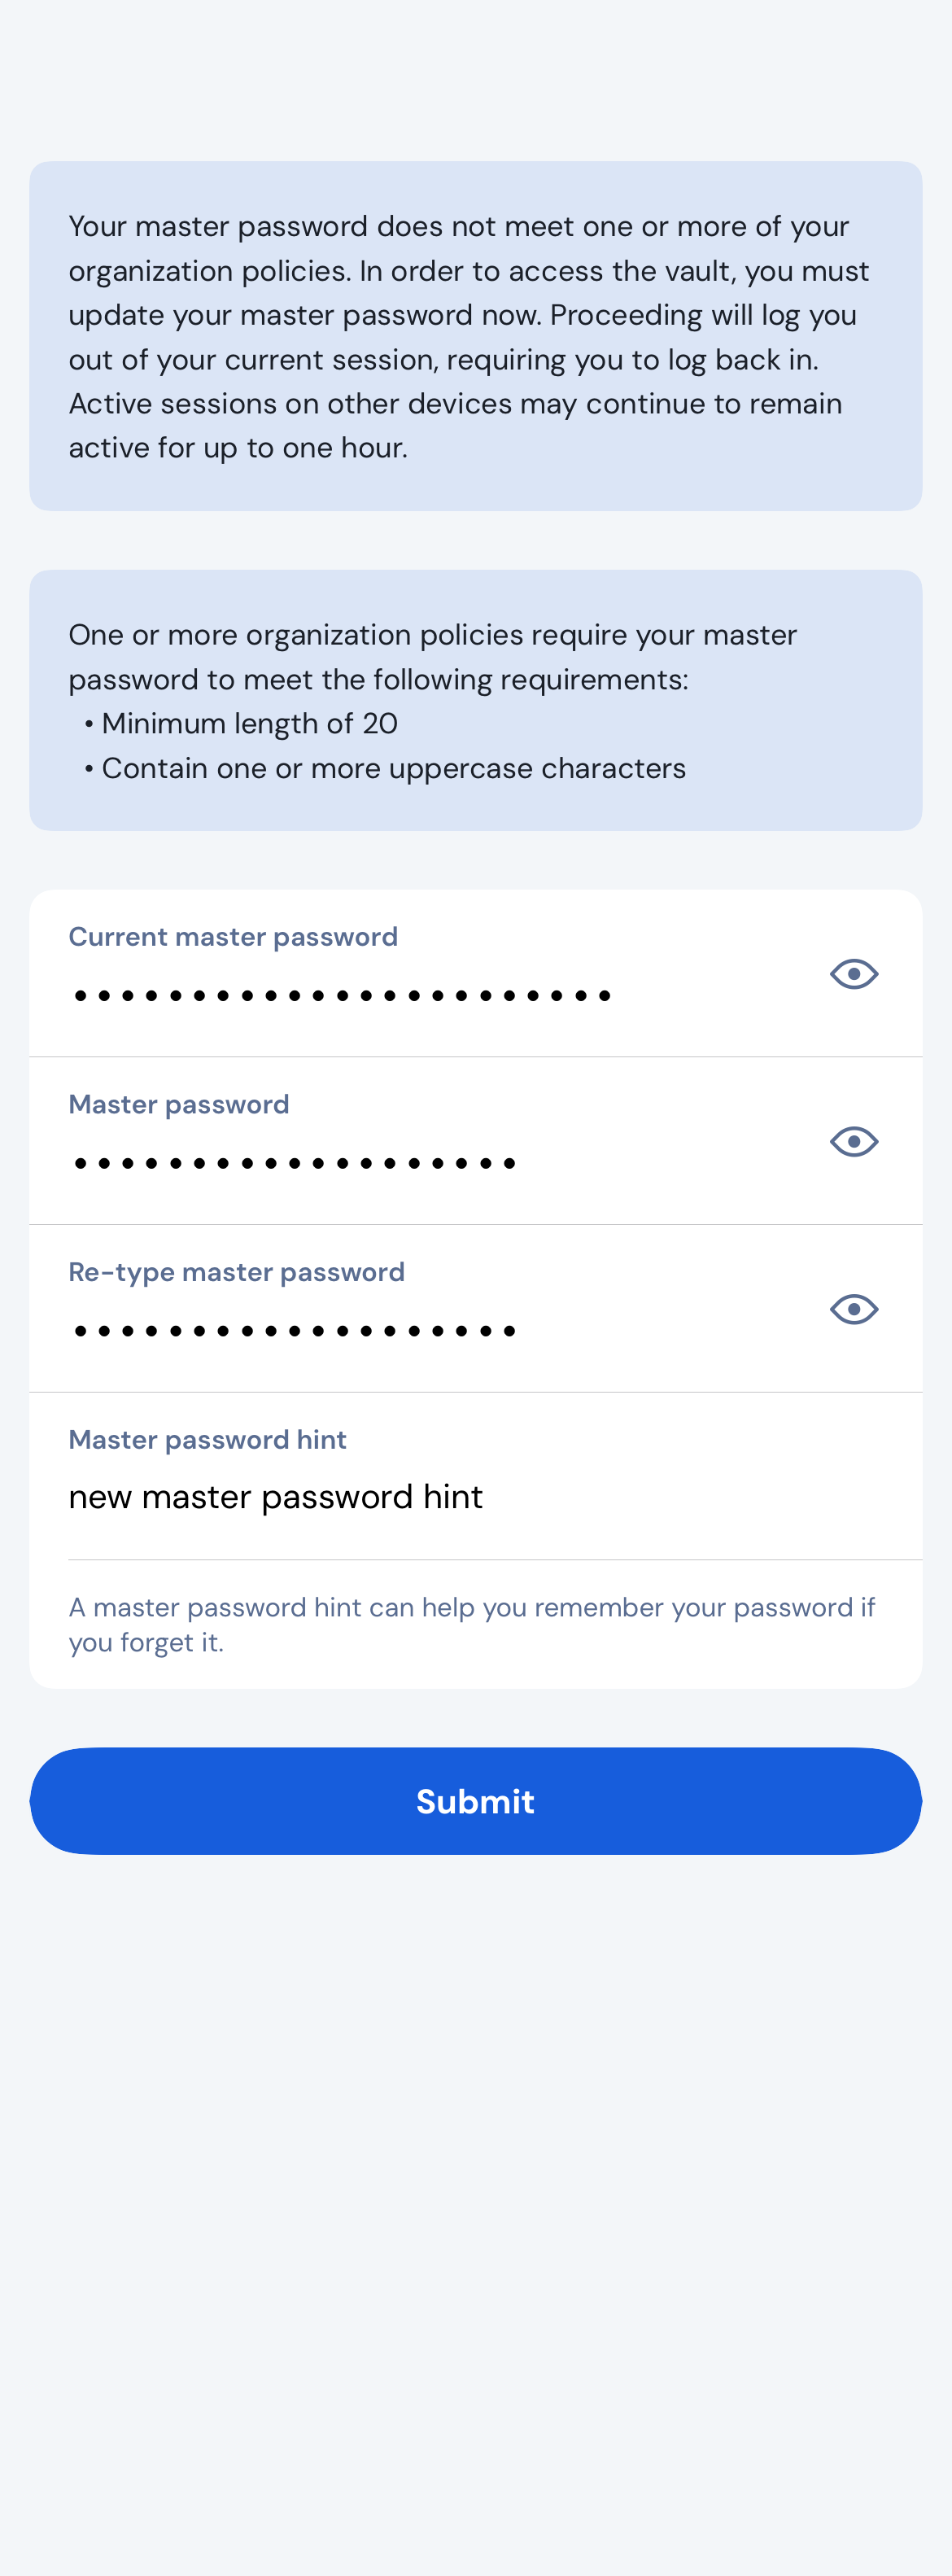 Your master password does not meet one or more of your
organization policies. In order to access the vault, you must
update your master password now. Proceeding will log you
out of your current session, requiring you to log back in.
Active sessions on other devices may continue to remain
active for up to one hour.
One or more organization policies require your master
password to meet the following requirements:
• Minimum length of 20
• Contain one or more uppercase characters
Current master password
•••••••••••••••••••••••
Master password
•••••••••••••••••••
Re-type master password
•••••••••••••••••••
Master password hint
new master password hint
A master password hint can help you remember your password if
you forget it.
Submit